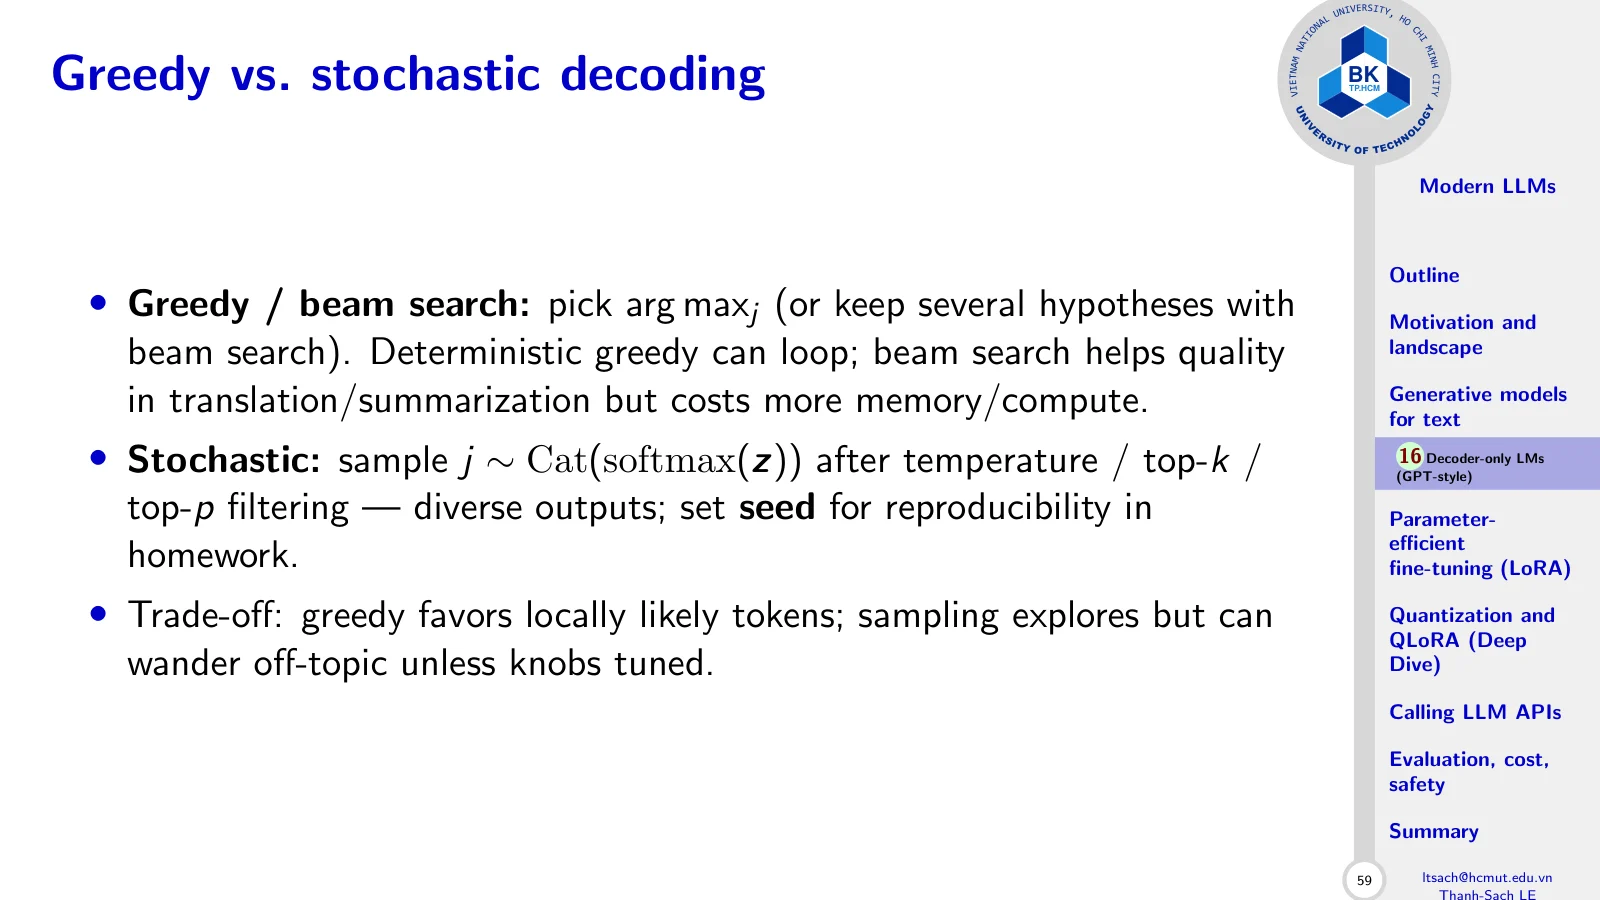 Greedy vs. stochastic decoding
• Greedy / beam search: pick arg maxⱼ (or keep several hypotheses with
beam search). Deterministic greedy can loop; beam search helps quality
in translation/summarization but costs more memory/compute.
• Stochastic: sample j ∼ Cat(softmax(z)) after temperature / top-k /
top-p filtering — diverse outputs; set seed for reproducibility in
homework.
• Trade-off: greedy favors locally likely tokens; sampling explores but can
wander off-topic unless knobs tuned.
VIETNAM NATIONAL UNIVERSITY, HO CHI MINH CITY
BK
TP.HCM
UNIVERSITY OF TECHNOLOGY
Modern LLMs
Outline
Motivation and
landscape
Generative models
for text
16 Decoder-only LMs
(GPT-style)
Parameter-
efficient
fine-tuning (LoRA)
Quantization and
QLoRA (Deep
Dive)
Calling LLM APIs
Evaluation, cost,
safety
Summary
59
ltsach@hcmut.edu.vn
Thanh-Sach LE